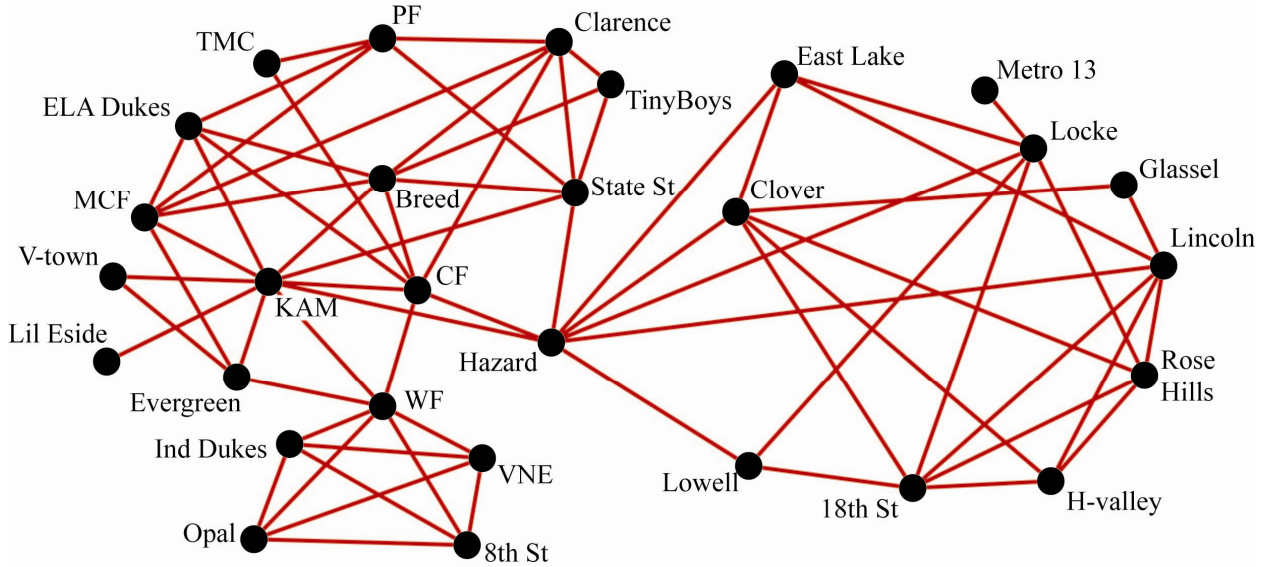 PF
Clarence
TMC
East Lake
Metro 13
ELA Dukes
TinyBoys
Locke
Glassel
MCF
Breed
State St.
Clover
V-town
CF
Lincoln
KAM
Lil Eside
Hazard
Rose
Hills
Evergreen
WF
Ind Dukes
VNE
Lowell
18th St
H-valley
Opal
8th St